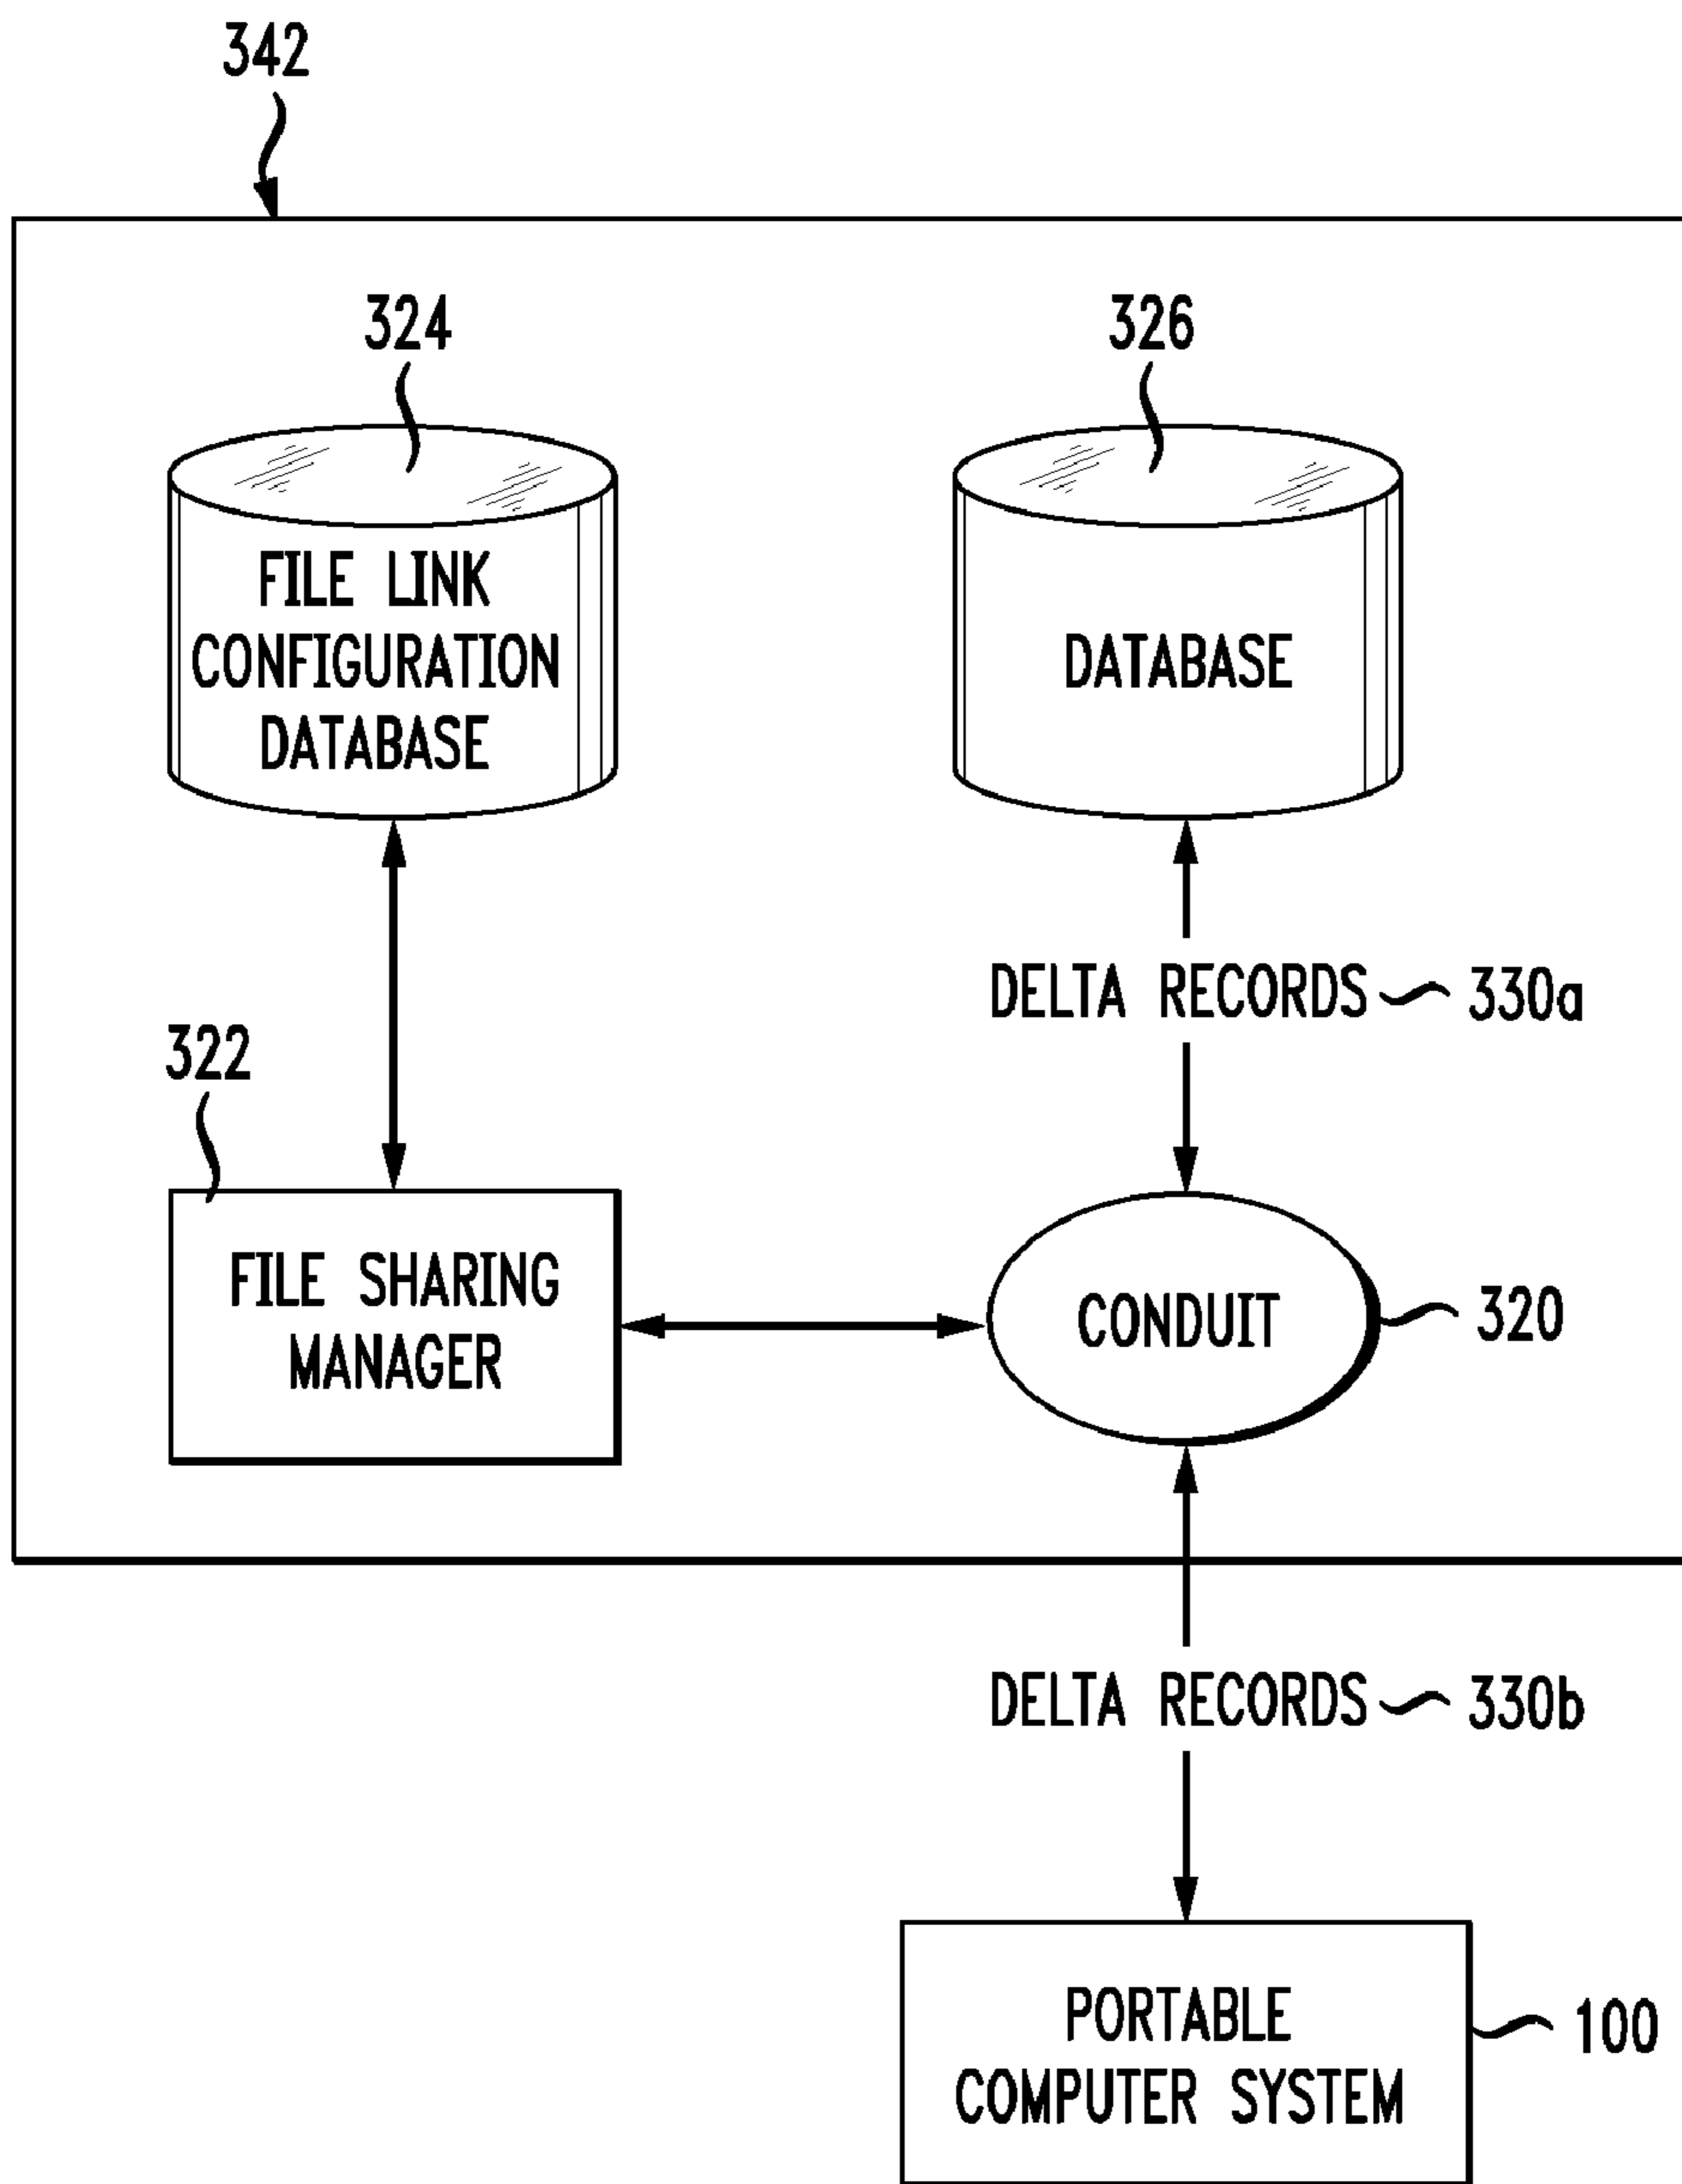 342
324
326
FILE LINK
CONFIGURATION
DATABASE
DATABASE
DELTA RECORDS 330a
322
FILE SHARING
MANAGER
CONDUIT
320
DELTA RECORDS 330b
PORTABLE
COMPUTER SYSTEM
100